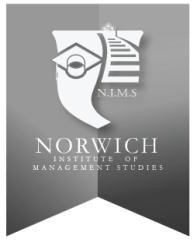 N.I.M.S
NORWICH
INSTITUTE OF
MANAGEMENT STUDIES